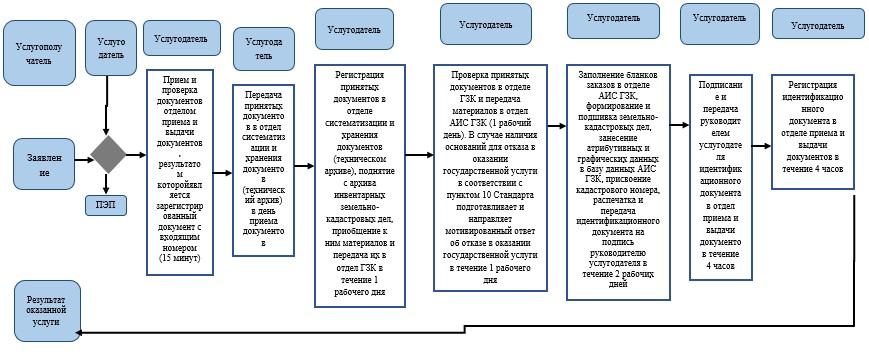 Услугополу
чатель
Услуго
датель
Услугодатель
Услугода
тель
Услугодатель
Услугодатель
Услугодатель
Услугодатель
Услугодатель
Заявлен
ие
ПЭП
Прием и
проверка
документов
отделом
приема и
выдачи
документов
,
результато
м
которойявл
яется
зарегистрир
ованный
документ с
входящим
номером
(15 минут)
Передача
принятых
документо
в в отдел
систематиз
ации и
хранения
документо
в
(техническ
ий архив)
в день
приема
документо
в
Регистрация
принятых
документов в
отделе
систематизации и
хранения
документов
(техническом
архиве), поднятие
с архива
инвентарных
земельно-
кадастровых дел,
приобщение к
ним материалов и
передача их в
отдел ГЗК в
течение 1
рабочего дня
Проверка принятых
документов в отделе
ГЗК и передача
материалов в отдел
АИС ГЗК (1 рабочий
день). В случае наличия
оснований для отказа в
оказании
государственной услуги
в соответствии с
пунктом 10 Стандарта
подготавливает и
направляет
мотивированный ответ
об отказе в оказании
государственной услуги
в течение 1 рабочего
дня
Заполнение бланков
заказов в отделе
АИС ГЗК,
формирование и
подшивка земельно-
кадастровых дел,
занесение
атрибутивных и
графических данных
в базу данных АИС
ГЗК, присвоение
кадастрового номера,
распечатка и
передача
идентификационного
документа на
подпись
руководителю
услугодателя в
течение 2 рабочих
дней
Подписани
е и
передача
руководит
елем
услугодате
ля
идентифик
ационного
документа
в отдел
приема и
выдачи
документо
в течение
4 часов
Регистрация
идентификацио
нного
документа в
отделе приема и
выдачи
документов в
течение 4 часов
Результат
оказанной
услуги